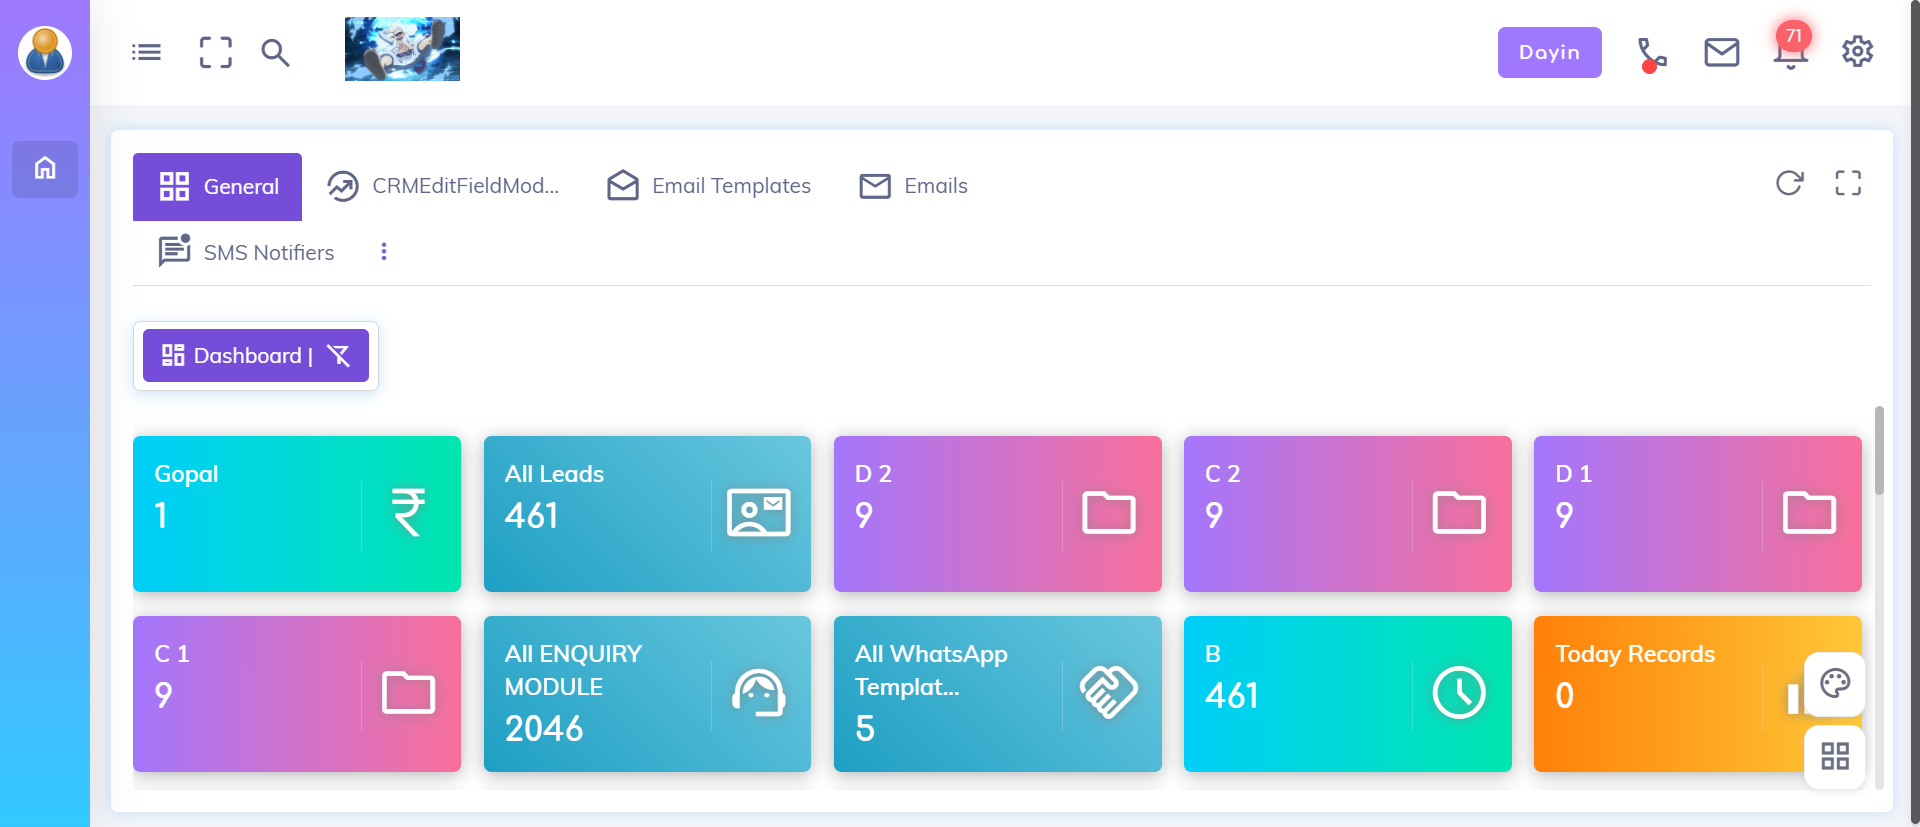 Dayin
71
General
CRMEditFieldMod...
Email Templates
Emails
SMS Notifiers
Dashboard |
Gopal
1
All Leads
461
D 2
9
C 2
9
D 1
9
C 1
9
All ENQUIRY
MODULE
2046
All WhatsApp
Templat...
5
B
461
Today Records
0